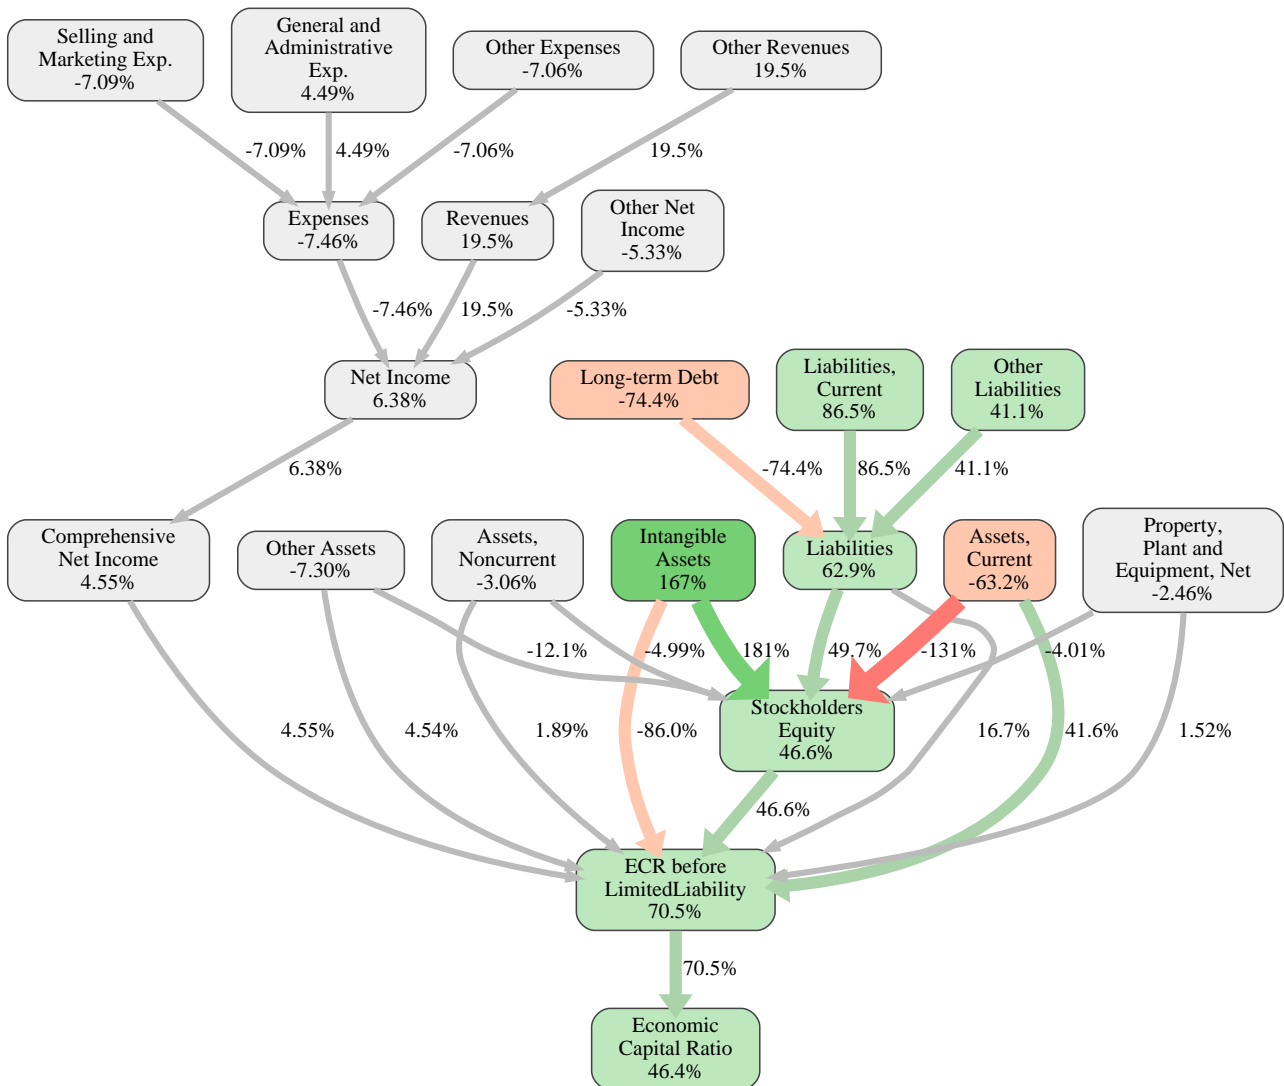 Selling and
Marketing Exp.
-7.09%
General and
Administrative
Exp.
4.49%
Other Expenses
-7.06%
Other Revenues
19.5%
-7.09%
4.49%
-7.06%
19.5%
Expenses
-7.46%
Revenues
19.5%
Other Net
Income
-5.33%
-7.46%
19.5%
-5.33%
Net Income
6.38%
Long-term Debt
-74.4%
Liabilities,
Current
86.5%
Other
Liabilities
41.1%
6.38%
-74.4%
86.5%
41.1%
Comprehensive
Net Income
4.55%
Other Assets
-7.30%
Assets,
Noncurrent
-3.06%
Intangible
Assets
167%
Liabilities
62.9%
Assets,
Current
-63.2%
Property,
Plant and
Equipment, Net
-2.46%
-12.1%
-4.99%
181%
49.7%
-131%
-4.01%
Stockholders
Equity
46.6%
4.55%
4.54%
1.89%
-86.0%
16.7%
41.6%
1.52%
46.6%
ECR before
LimitedLiability
70.5%
70.5%
Economic
Capital Ratio
46.4%